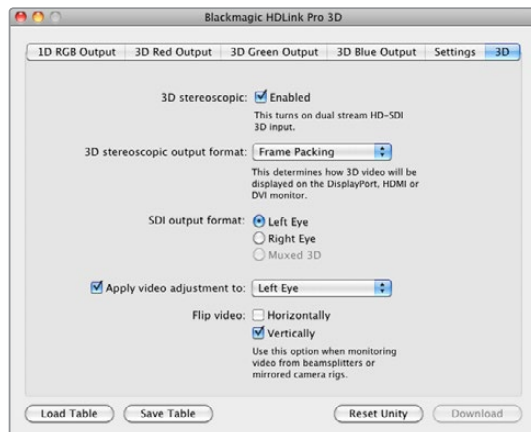 Blackmagic HDLink Pro 3D
1D RGB Output 3D Red Output 3D Green Output 3D Blue Output Settings 3D
3D stereoscopic: Enabled
This turns on dual stream HD-SDI
3D input.
3D stereoscopic output format: Frame Packing
This determines how 3D video will be
displayed on the DisplayPort, HDMI or
DVI monitor.
SDI output format: Left Eye
Right Eye
Muxed 3D
Apply video adjustment to: Left Eye
Flip video: Horizontally
Vertically
Use this option when monitoring
video from beamsplitters or
mirrored camera rigs.
Load Table Save Table Reset Unity Download